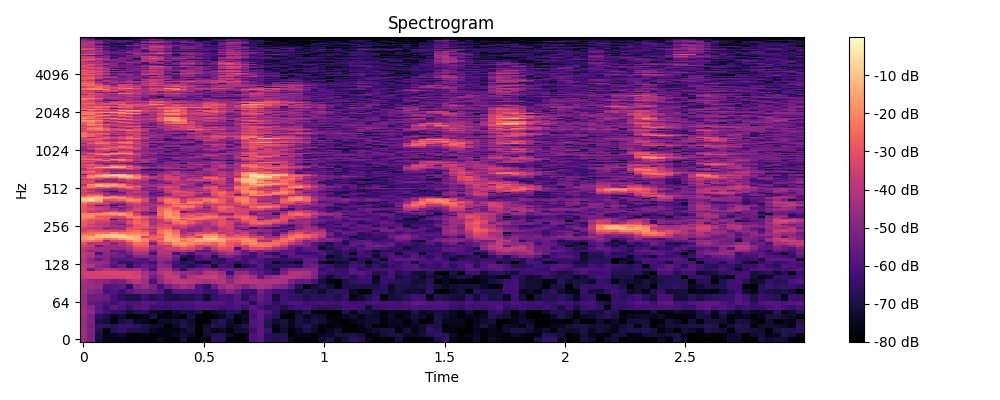 Spectrogram
4096
2048
1024
512
256
128
64
0
Hz
0
0.5
1
1.5
2
2.5
Time
-10 dB
-20 dB
-30 dB
-40 dB
-50 dB
-60 dB
-70 dB
-80 dB